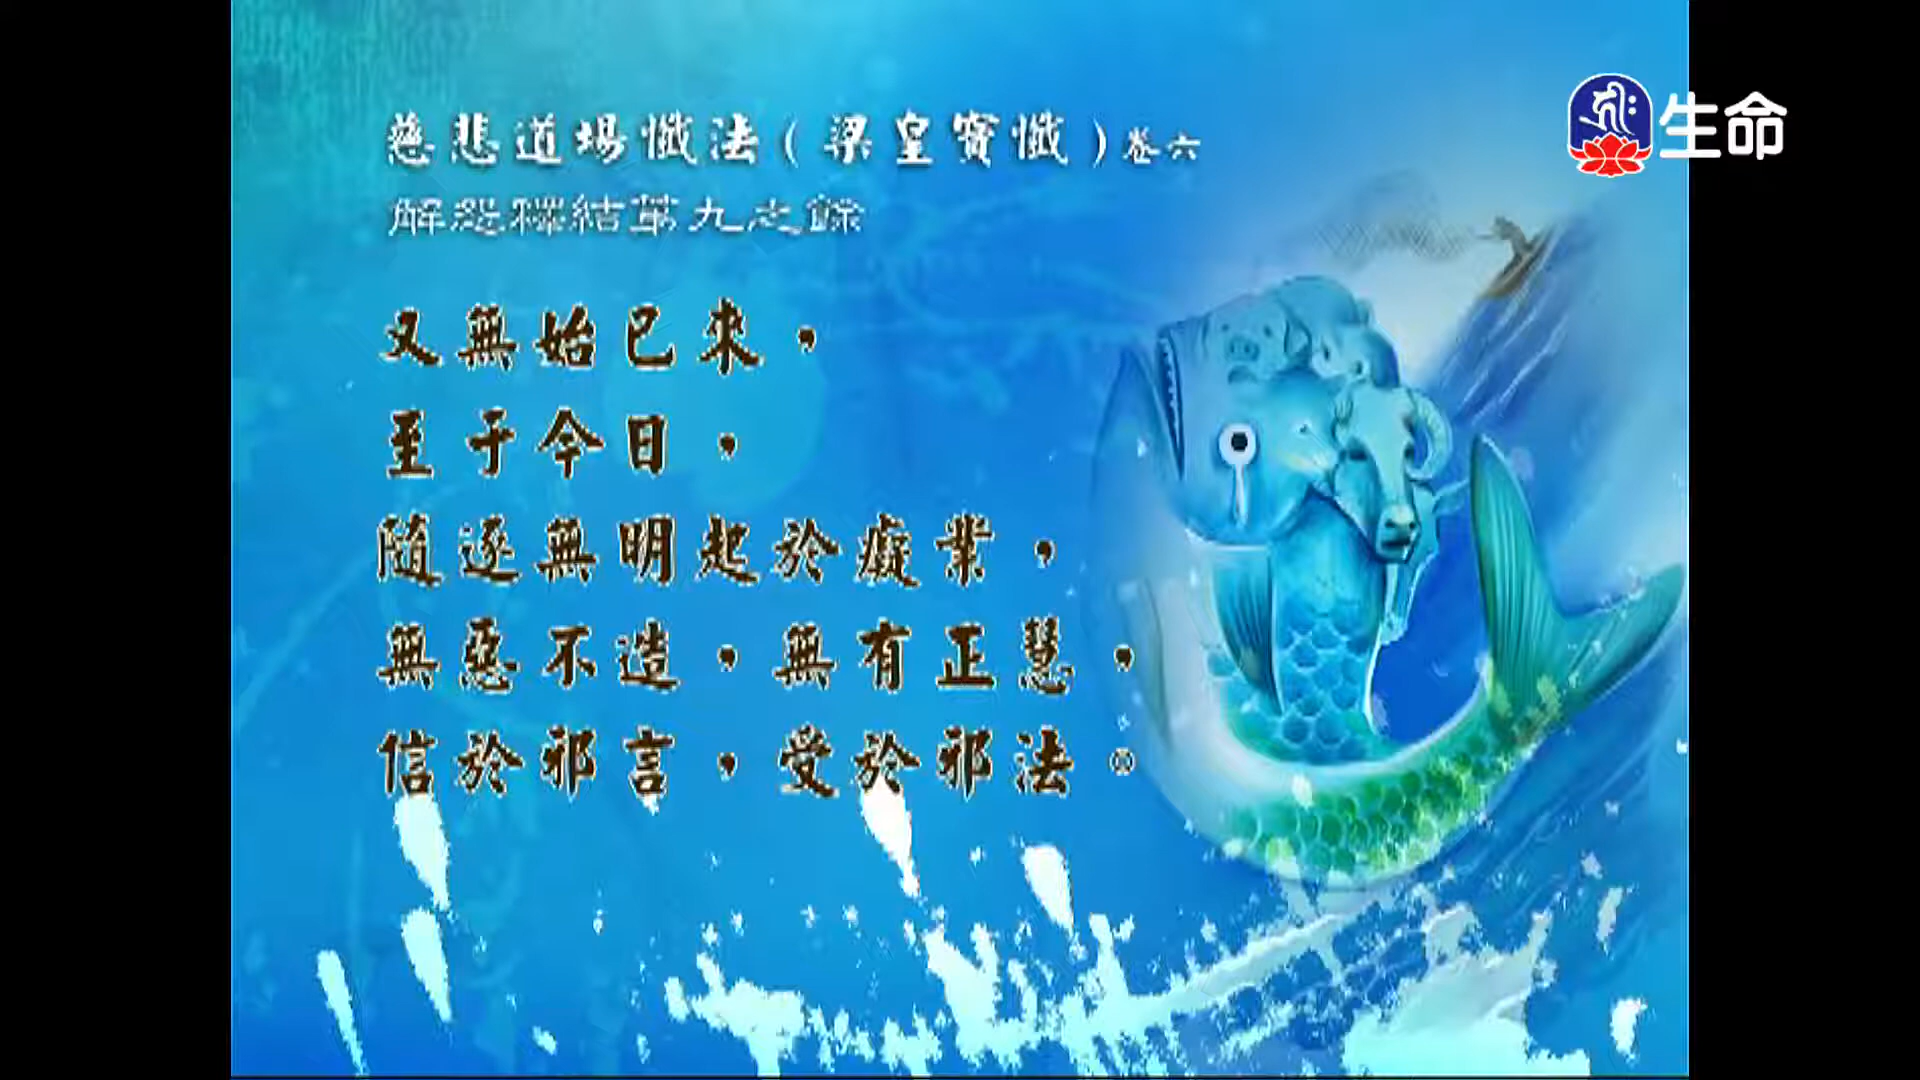 慈悲道場懺法(梁皇寶懺)卷六
生命
解怨釋結第九之餘
又無始已來，
至于今日，
隨逐無明起於癡業，
無惡不造，無有正慧，
信於邪言，受於邪法。